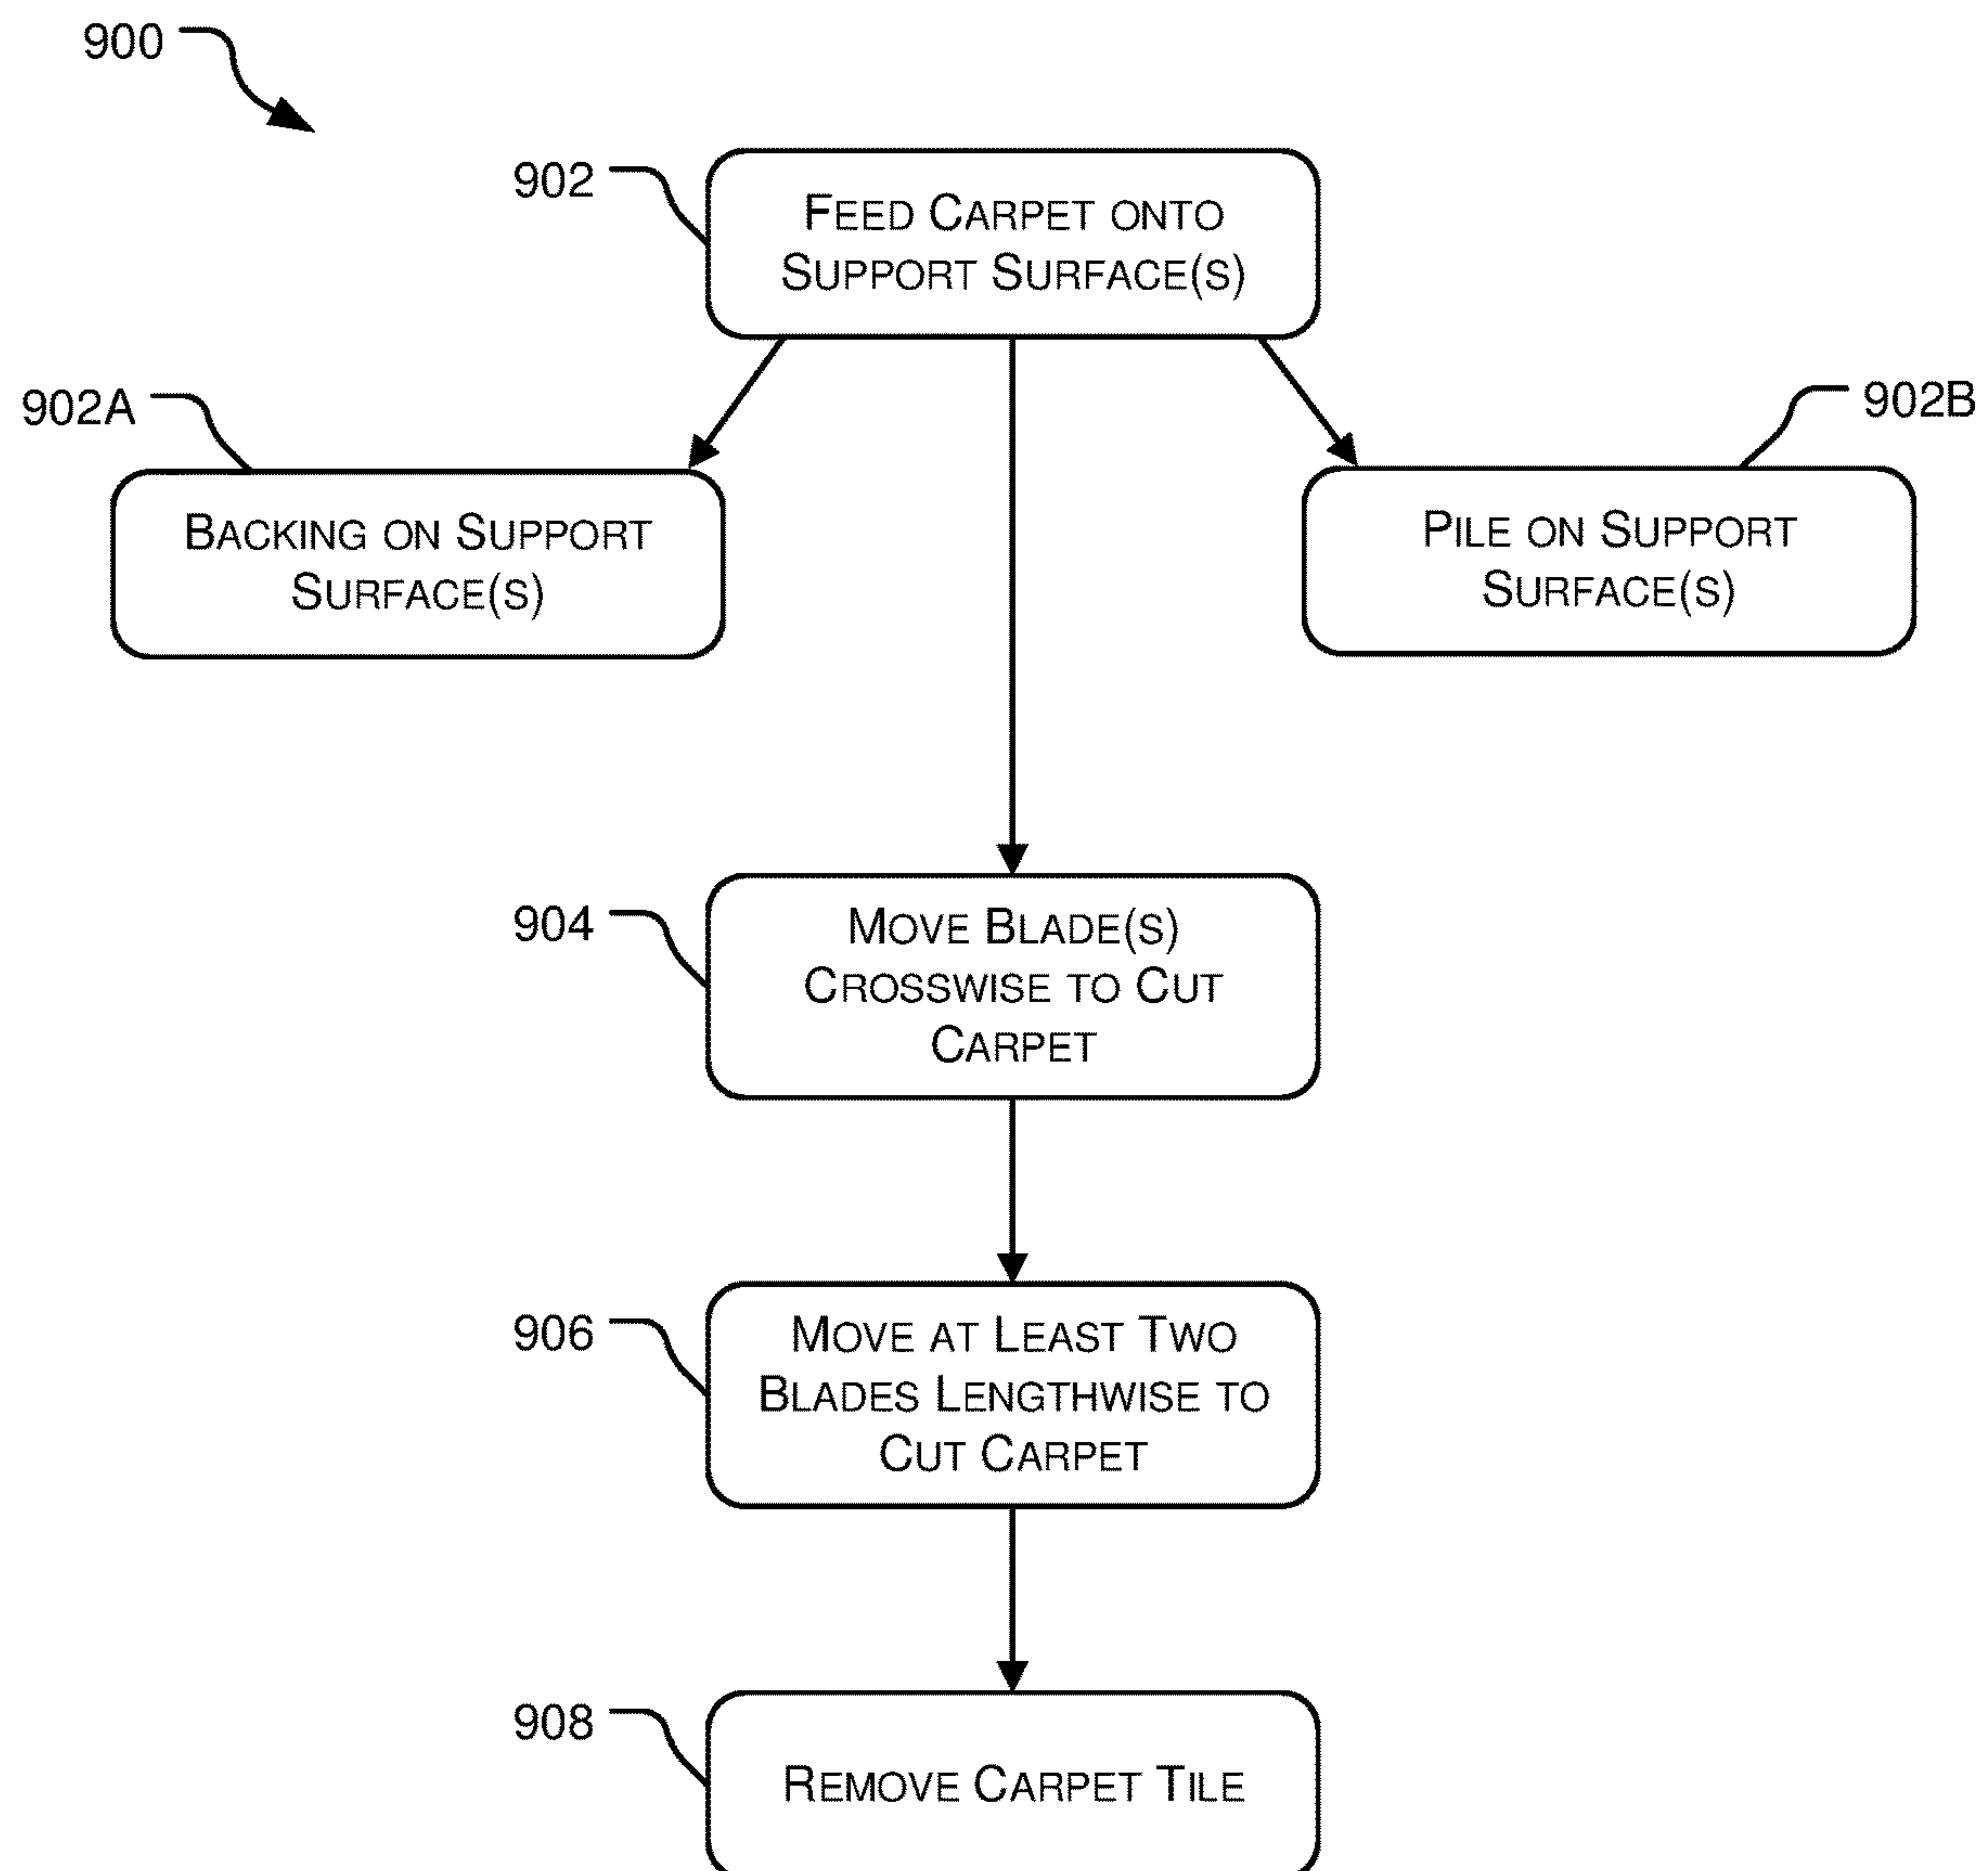 900
902
FEED CARPET ONTO
SUPPORT SURFACE(S)
902A
902B
BACKING ON SUPPORT
SURFACE(S)
PILE ON SUPPORT
SURFACE(S)
904
MOVE BLADE(S)
CROSSWISE TO CUT
CARPET
906
MOVE AT LEAST TWO
BLADES LENGTHWISE TO
CUT CARPET
908
REMOVE CARPET TILE